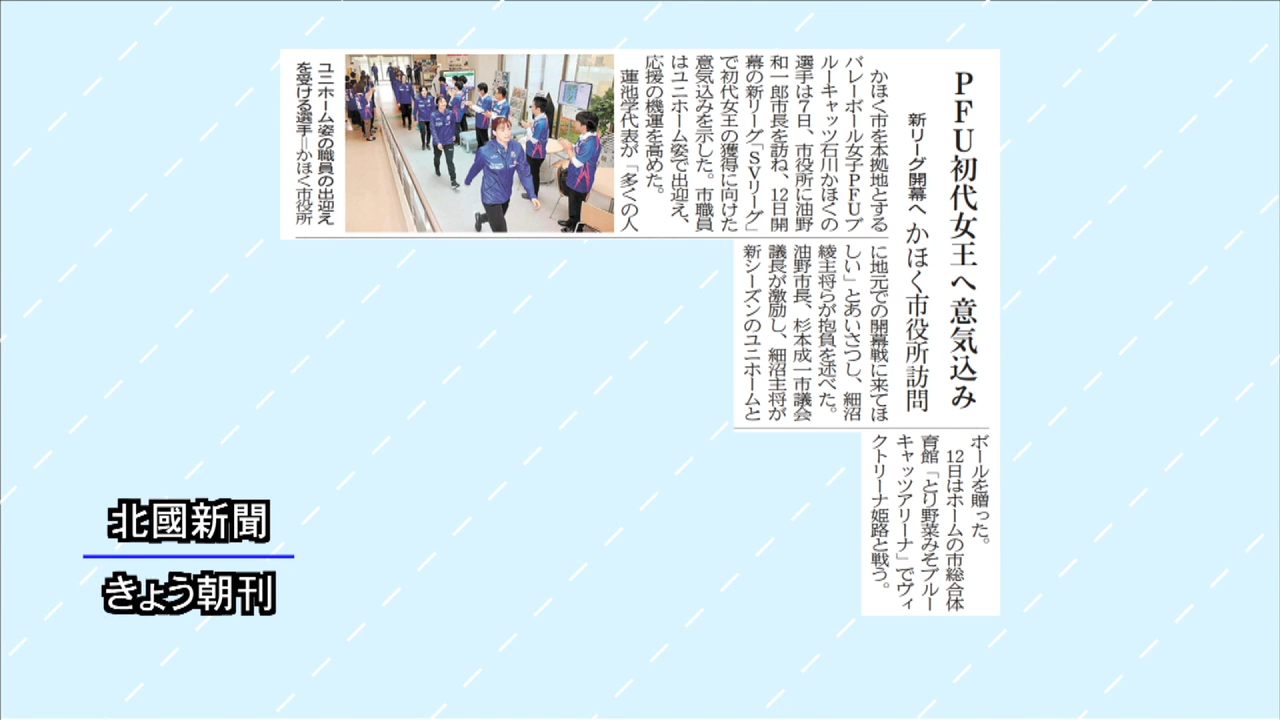 PFU初代女王へ意気込み
新リーグ開幕へ かほく市役所訪問
かほく市を本拠地とする
バレーボール女子PFUブ
ルーキャッツ石川かほくの
選手は7日、市役所に油野
和一郎市長を訪ね、12日開
幕の新リーグ「SVリーグ」
で初代女王の獲得に向けた
意気込みを示した。市職員
はユニホーム姿で出迎え、
応援の機運を高めた。
蓮池学代表が「多くの人
に地元での開幕戦に来てほ
しい」とあいさつし、細沼
綾主将らが抱負を述べた。
油野市長、杉本成一市議会
議長が激励し、細沼主将が
新シーズンのユニホームと
ボールを贈った。
12日はホームの市総合体
育館「とり野菜みそブルー
キャッツアリーナ」でヴィ
クトリーナ姫路と戦う。
ユニホーム姿の職員の出迎え
を受ける選手＝かほく市役所
北國新聞
きょう朝刊